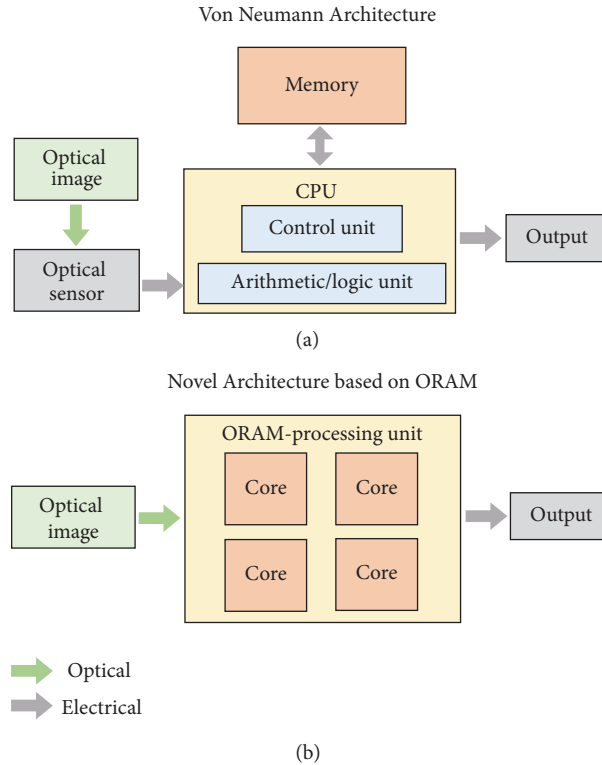 Von Neumann Architecture
Memory
Optical
image
CPU
Control unit
Optical
sensor
Arithmetic/logic unit
Output
(a)
Novel Architecture based on ORAM
ORAM-processing unit
Core
Core
Optical
image
Output
Core
Core
Optical
Electrical
(b)